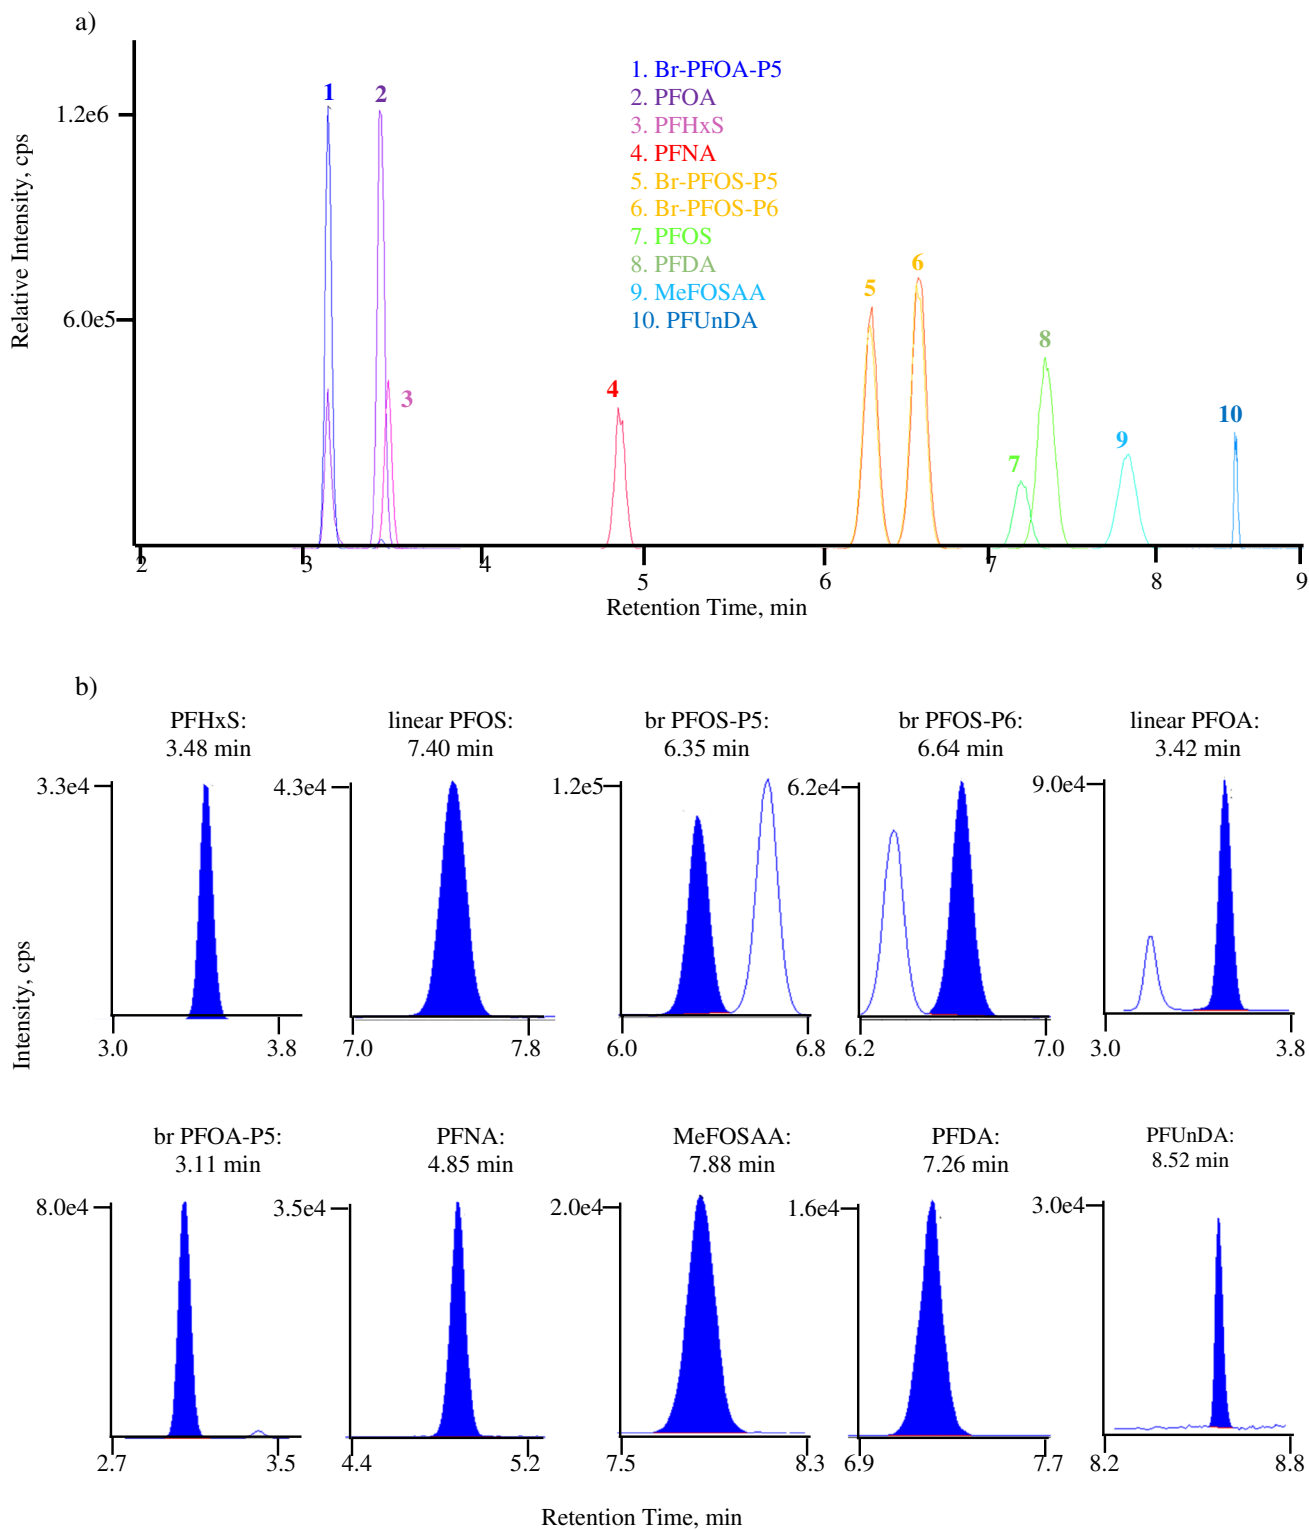 a)
Relative Intensity, cps
1.2e6
6.0e5
1
2
3
4
5
6
7
8
9
10
1. Br-PFOA-P5
2. PFOA
3. PFHxS
4. PFNA
5. Br-PFOS-P5
6. Br-PFOS-P6
7. PFOS
8. PFDA
9. MeFOSAA
10. PFUnDA
2 3 4 5 6 7 8 9
Retention Time, min
b)
Intensity, cps
PFHxS:
3.48 min
3.3e4
3.0 3.8
linear PFOS:
7.40 min
4.3e4
7.0 7.8
br PFOS-P5:
6.35 min
1.2e5
6.0 6.8
br PFOS-P6:
6.64 min
6.2e4
6.2 7.0
linear PFOA:
3.42 min
9.0e4
3.0 3.8
br PFOA-P5:
3.11 min
8.0e4
2.7 3.5
PFNA:
4.85 min
3.5e4
4.4 5.2
MeFOSAA:
7.88 min
2.0e4
7.5 8.3
PFDA:
7.26 min
1.6e4
6.9 7.7
PFUnDA:
8.52 min
3.0e4
8.2 8.8
Retention Time, min